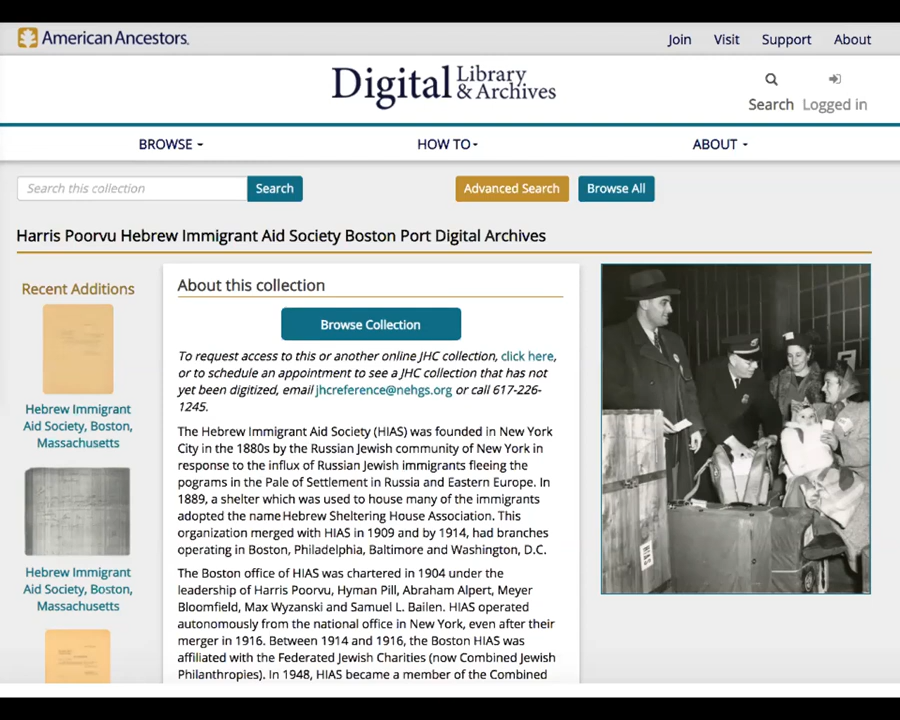 American Ancestors.
Join Visit Support About
Digital Library & Archives
Search Logged in
BROWSE HOW TO ABOUT
Search this collection Search Advanced Search Browse All
Harris Poorvu Hebrew Immigrant Aid Society Boston Port Digital Archives
Recent Additions
Hebrew Immigrant
Aid Society, Boston,
Massachusetts
Hebrew Immigrant
Aid Society, Boston,
Massachusetts
About this collection
Browse Collection
To request access to this or another online JHC collection, click here,
or to schedule an appointment to see a JHC collection that has not
yet been digitized, email jhcreference@nehgs.org or call 617-226-
1245.
The Hebrew Immigrant Aid Society (HIAS) was founded in New York
City in the 1880s by the Russian Jewish community of New York in
response to the influx of Russian Jewish immigrants fleeing the
pograms in the Pale of Settlement in Russia and Eastern Europe. In
1889, a shelter which was used to house many of the immigrants
adopted the name Hebrew Sheltering House Association. This
organization merged with HIAS in 1909 and by 1914, had branches
operating in Boston, Philadelphia, Baltimore and Washington, D.C.
The Boston office of HIAS was chartered in 1904 under the
leadership of Harris Poorvu, Hyman Pill, Abraham Alpert, Meyer
Bloomfield, Max Wyzanski and Samuel L. Bailen. HIAS operated
autonomously from the national office in New York, even after their
merger in 1916. Between 1914 and 1916, the Boston HIAS was
affiliated with the Federated Jewish Charities (now Combined Jewish
Philanthropies). In 1948, HIAS became a member of the Combined